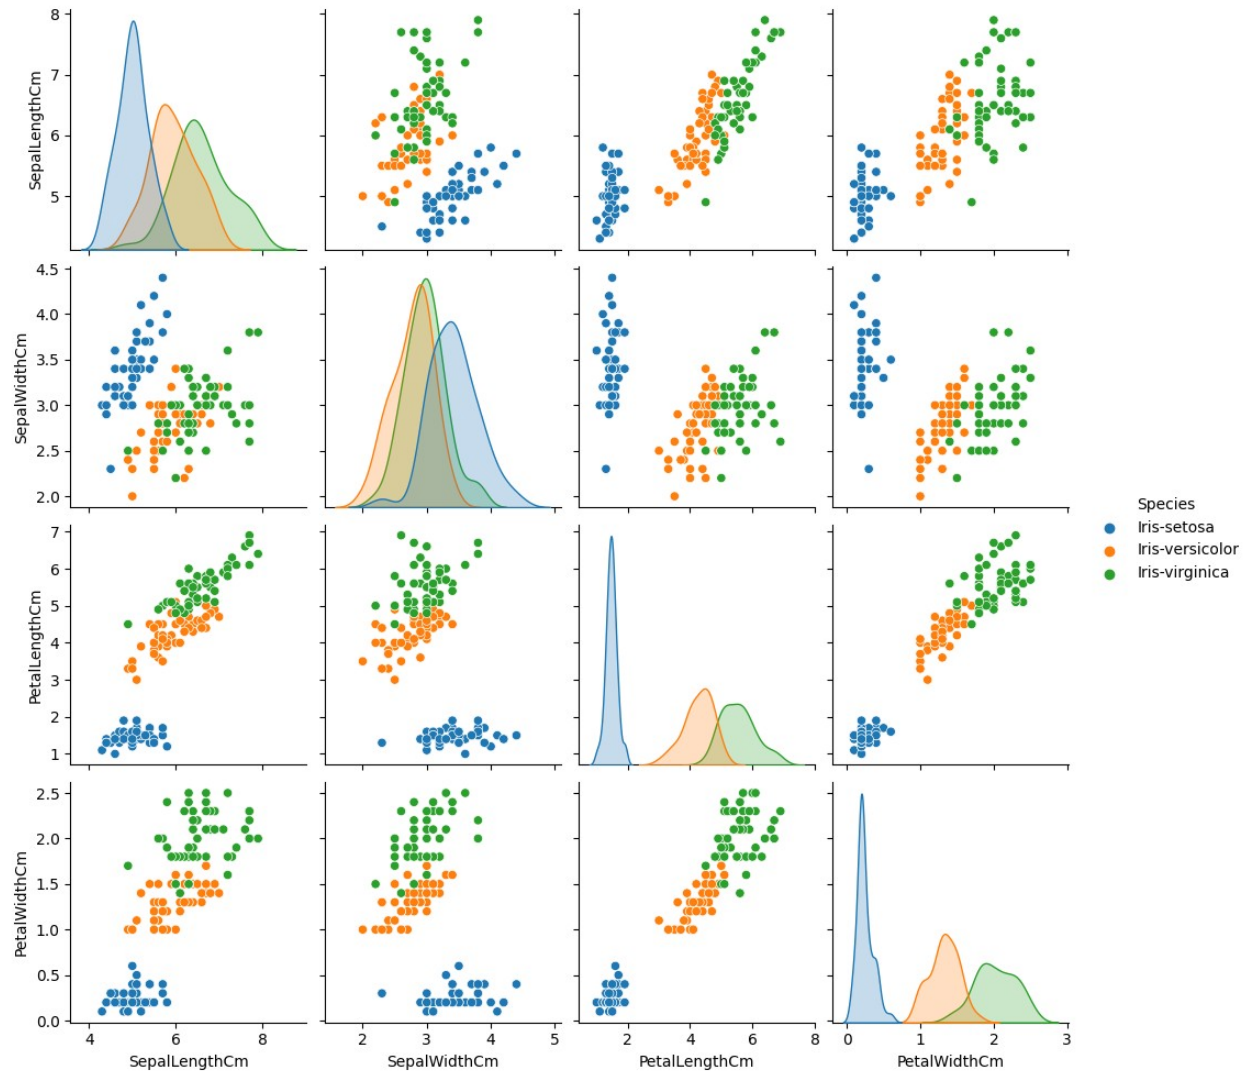 SepalLengthCm
8
7
6
5
SepalWidthCm
4.5
4.0
3.5
3.0
2.5
2.0
PetalLengthCm
7
6
5
4
3
2
1
PetalWidthCm
2.5
2.0
1.5
1.0
0.5
0.0
4 6 8
SepalLengthCm
2 3 4 5
SepalWidthCm
2 4 6 8
PetalLengthCm
0 1 2 3
PetalWidthCm
Species
Iris-setosa
Iris-versicolor
Iris-virginica